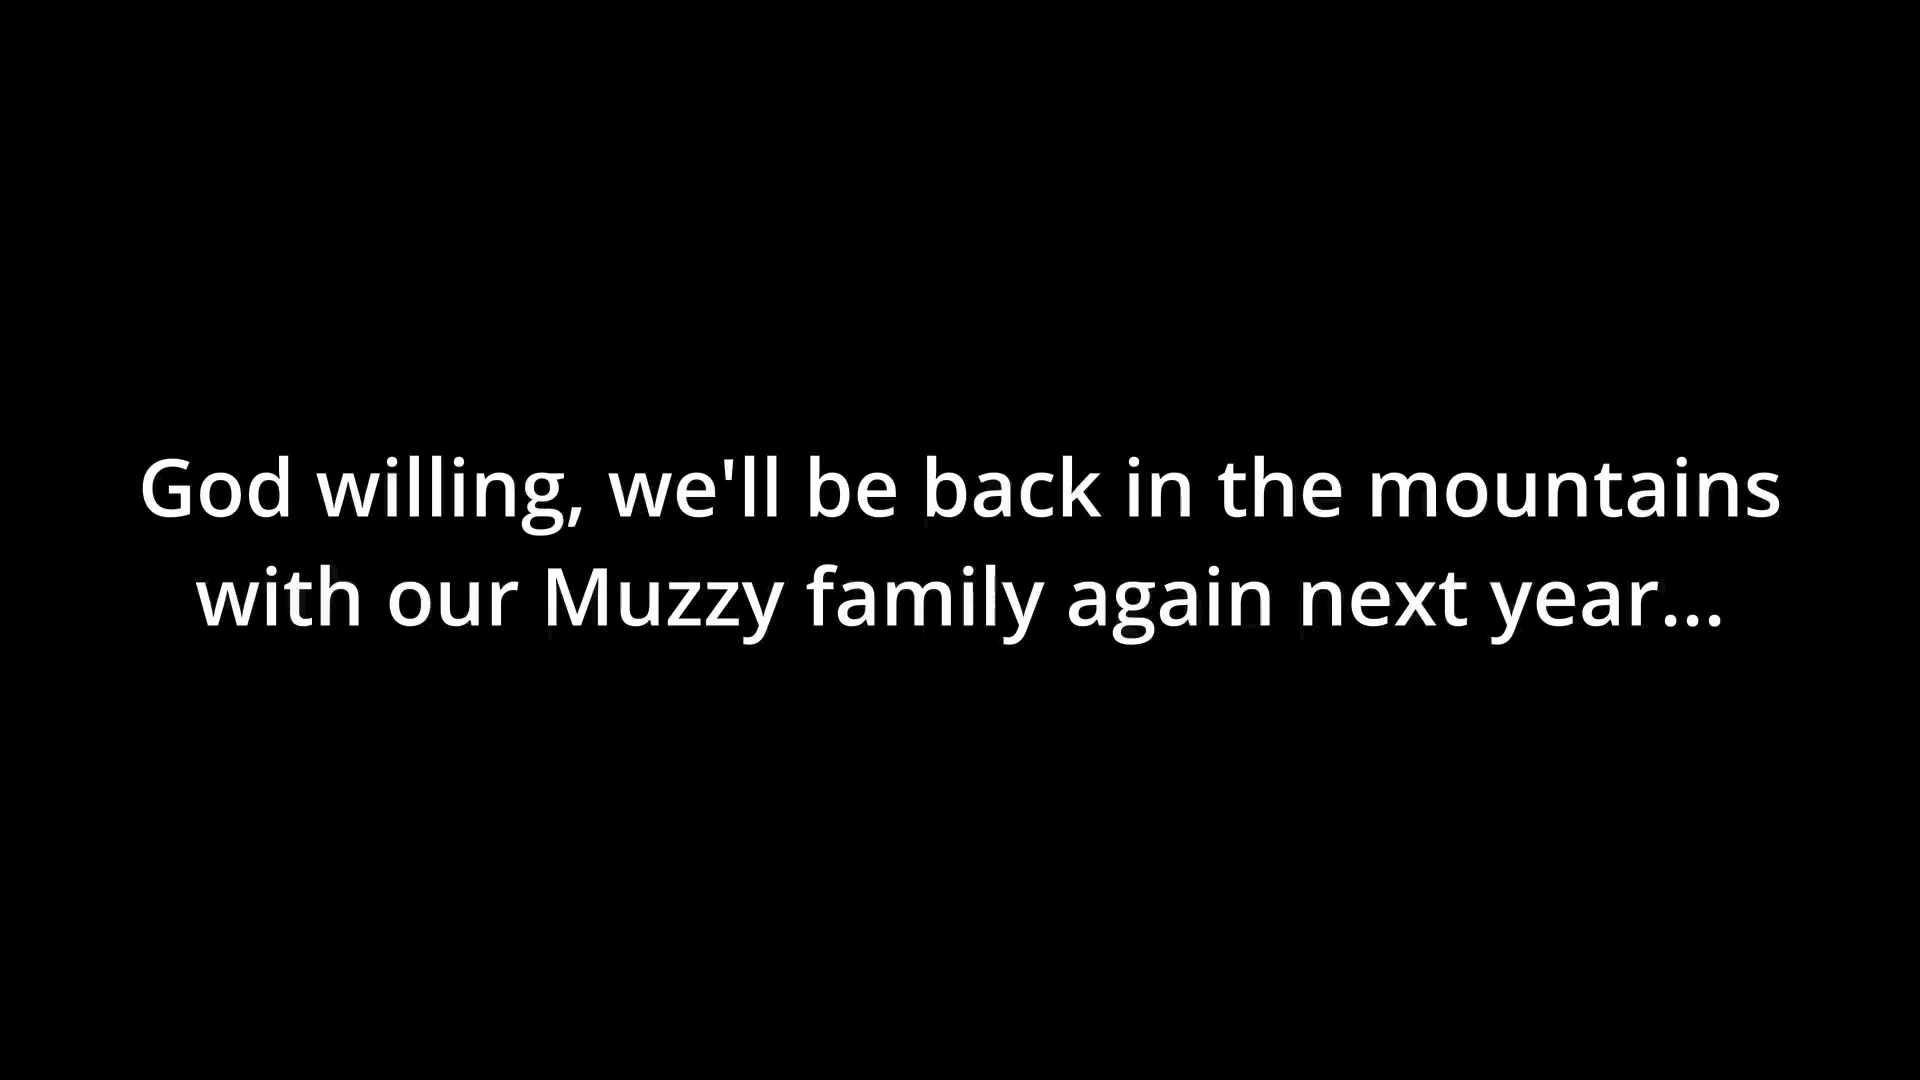 God willing, we'll be back in the mountains
with our Muzzy family again next year...